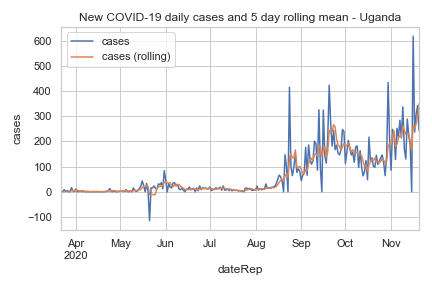 New COVID-19 daily cases and 5 day rolling mean - Uganda
cases
cases (rolling)
600
500
400
300
200
100
0
−100
cases
Apr
2020
May
Jun
Jul
Aug
Sep
Oct
Nov
dateRep